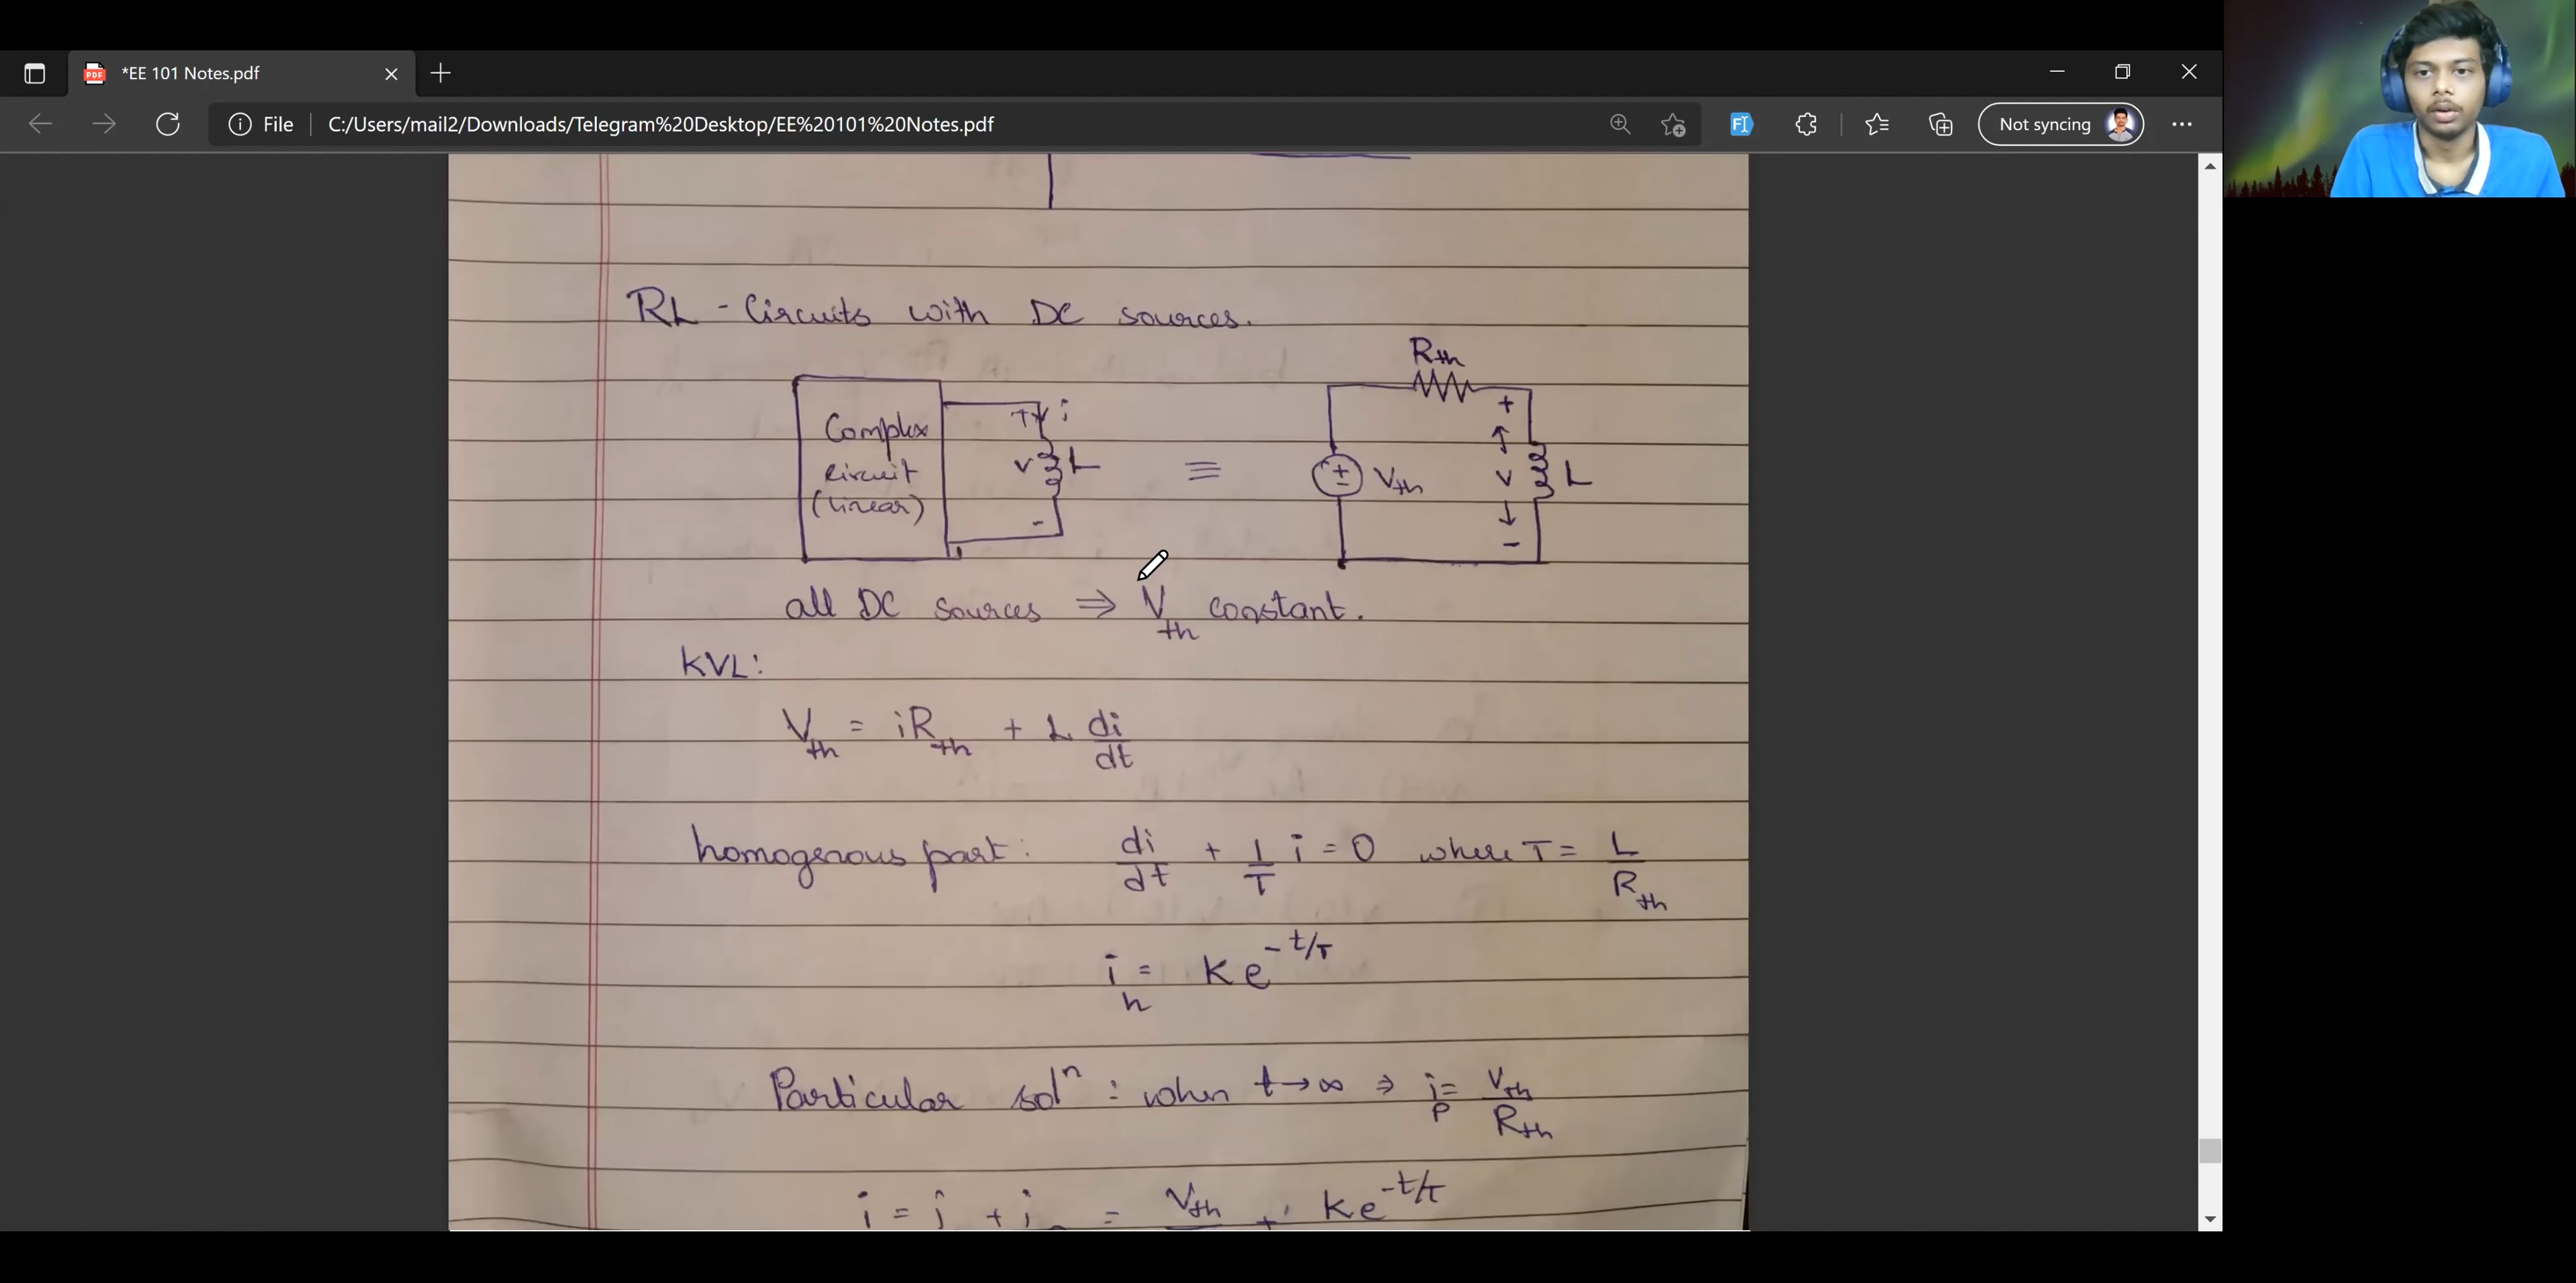 *EE 101 Notes.pdf
File C:/Users/mail2/Downloads/Telegram%20Desktop/EE%20101%20Notes.pdf Not syncing
RL - Circuits with DC sources.
Rth
Complex
circuit
(linear)
+ i
v L
-
≡
+
-
Vth
+
v L
-
all DC sources ⇒ Vth constant.
KVL:
Vth = iRth + L di/dt
homogenous part: di/dt + 1/τ i = 0 where τ = L/Rth
ih = Ke^-t/τ
Particular solⁿ : when t→∞ ⇒ ip = Vth/Rth
i = i + i = Vth + Ke^-t/τ